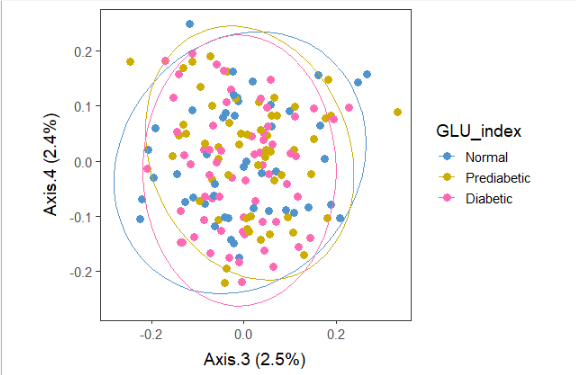 0.2
0.1
0.0
-0.1
-0.2
Axis.4 (2.4%)
-0.2
0.0
0.2
Axis.3 (2.5%)
GLU_index
Normal
Prediabetic
Diabetic